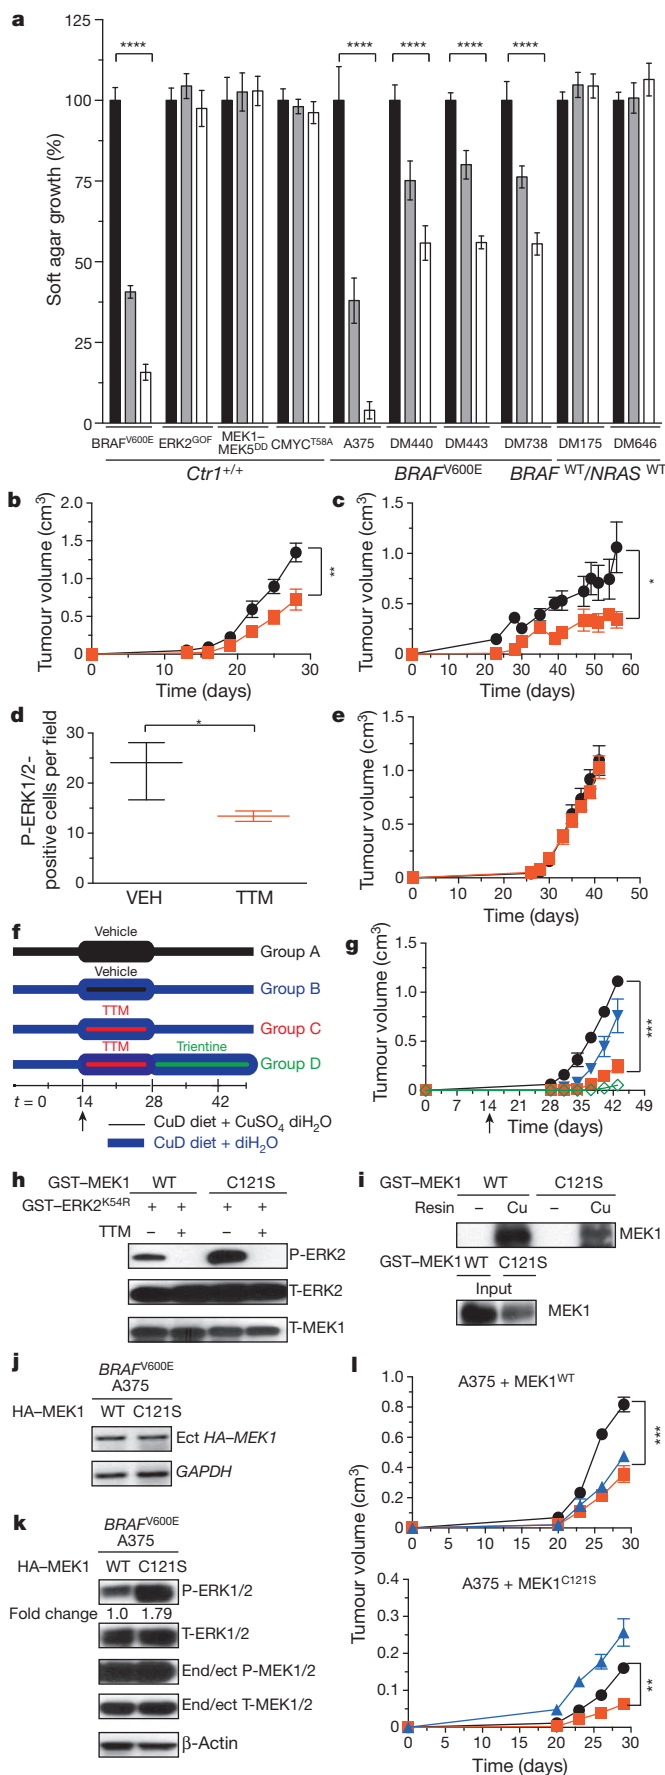 a
125
100
75
50
25
0
Soft agar growth (%)
**** **** **** **** ****
BRAF^V600E ERK2^GOF MEK1–MEK5^DD CMYC^T58A A375 DM440 DM443 DM738 DM175 DM646
Ctr1^+/+ BRAF^V600E BRAF^WT/NRAS^WT
b
2.0
1.5
1.0
0.5
0
Tumour volume (cm³)
**
0 10 20 30
Time (days)
c
1.5
1.0
0.5
0
Tumour volume (cm³)
*
0 10 20 30 40 50 60
Time (days)
d
30
20
10
0
P-ERK1/2-
positive cells per field
*
VEH TTM
e
1.5
1.0
0.5
0
Tumour volume (cm³)
0 10 20 30 40 50
Time (days)
f
Vehicle
Group A
Vehicle
Group B
TTM
Group C
TTM Trientine
Group D
t = 0 14 28 42
CuD diet + CuSO₄ diH₂O
CuD diet + diH₂O
g
1.5
1.0
0.5
0
Tumour volume (cm³)
***
0 7 14 21 28 35 42 49
Time (days)
h
GST–MEK1 WT C121S
GST–ERK2^K54R + + + +
TTM – + – +
P-ERK2
T-ERK2
T-MEK1
i
GST–MEK1 WT C121S
Resin – Cu – Cu
MEK1
GST–MEK1 WT C121S
Input
MEK1
j
BRAF^V600E
A375
HA–MEK1 WT C121S
Ect HA–MEK1
GAPDH
k
BRAF^V600E
A375
HA–MEK1 WT C121S
P-ERK1/2
Fold change 1.0 1.79
T-ERK1/2
End/ect P-MEK1/2
End/ect T-MEK1/2
β-Actin
l
A375 + MEK1^WT
1.0
0.8
0.6
0.4
0.2
0
***
0 5 10 15 20 25 30
Tumour volume (cm³)
A375 + MEK1^C121S
0.4
0.3
0.2
0.1
0
**
0 5 10 15 20 25 30
Time (days)